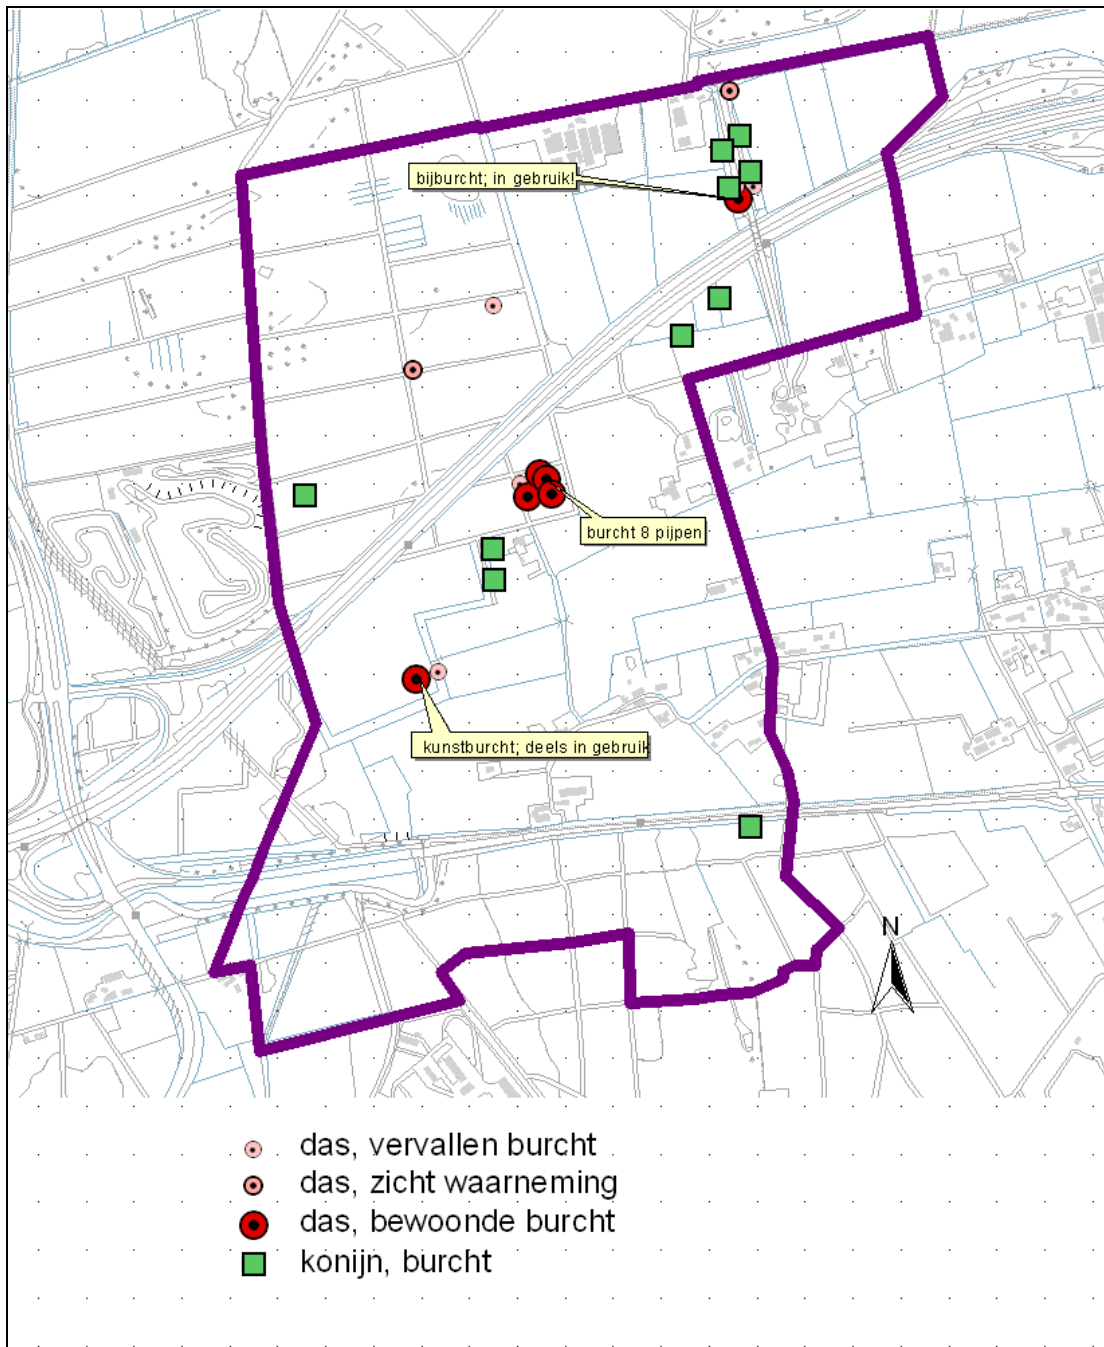 bijburcht; in gebruik!
burcht 8 pijpen
kunstburcht; deels in gebruik
N
das, vervallen burcht
das, zicht waarneming
das, bewoonde burcht
konijn, burcht